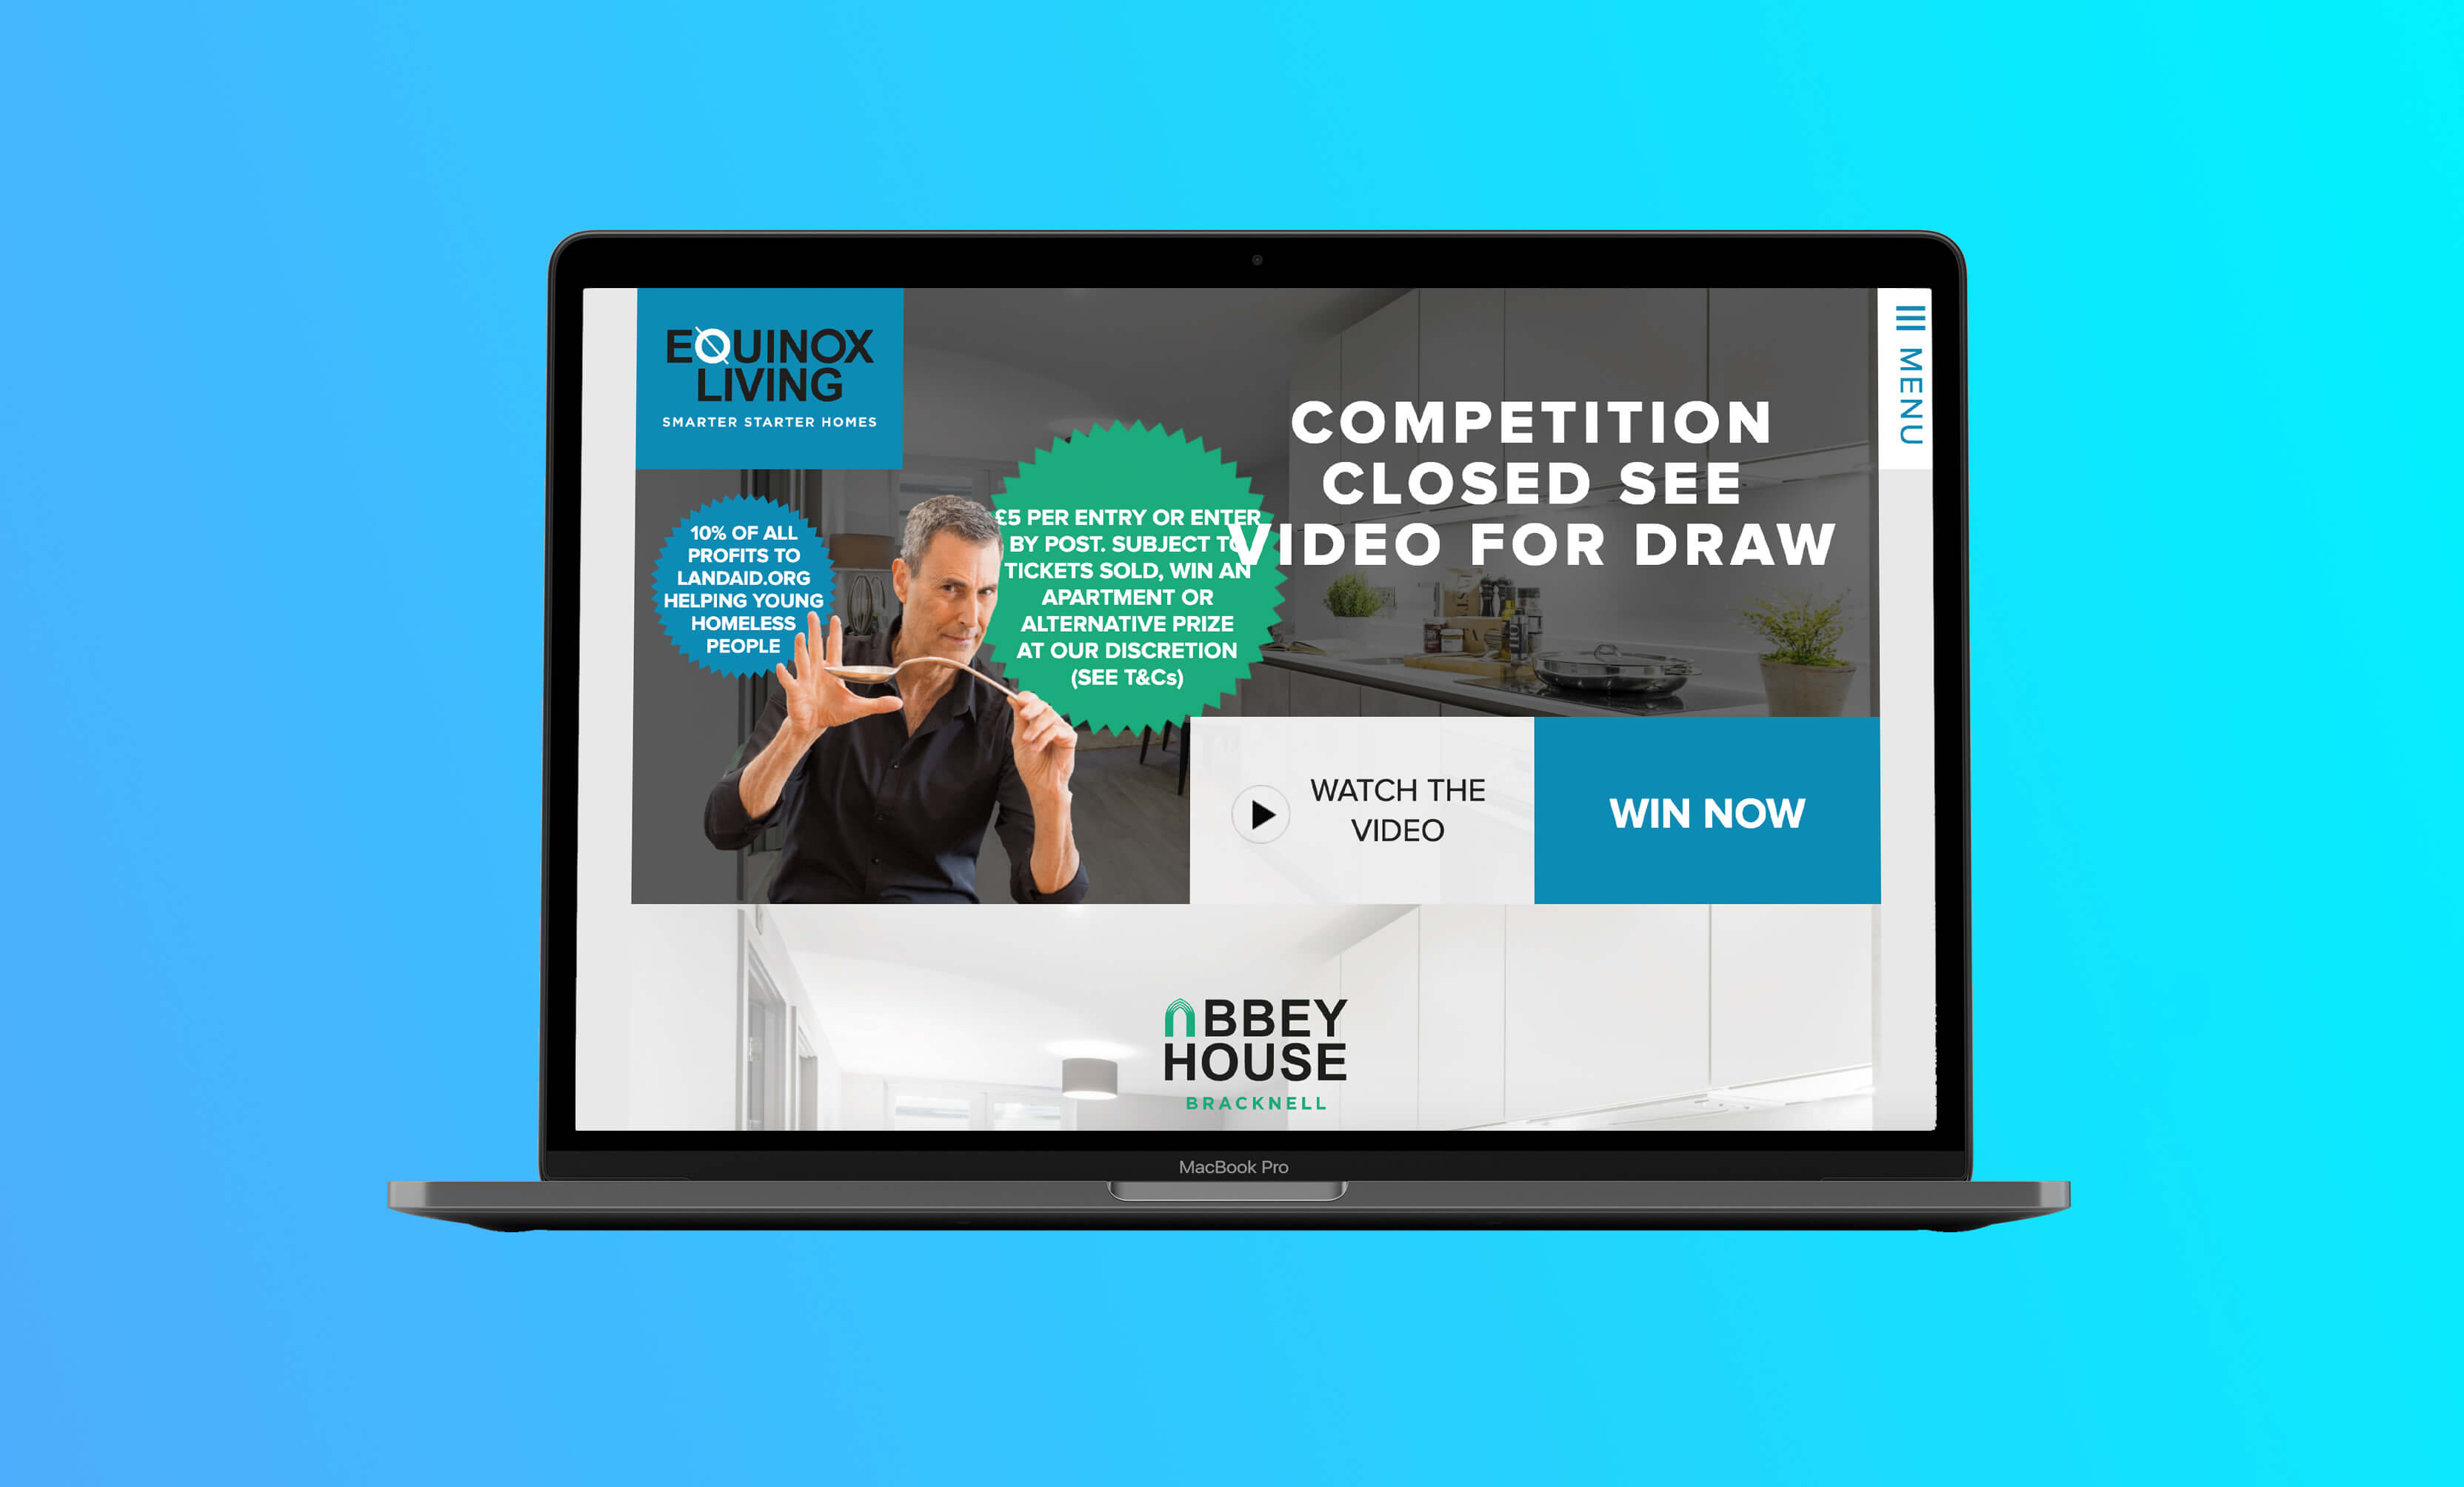 EQUINOX
LIVING
SMARTER STARTER HOMES
MENU
COMPETITION
CLOSED SEE
VIDEO FOR DRAW
10% OF ALL
PROFITS TO
LANDAID.ORG
HELPING YOUNG
HOMELESS
PEOPLE
£5 PER ENTRY OR ENTER
BY POST. SUBJECT TO
TICKETS SOLD, WIN AN
APARTMENT OR
ALTERNATIVE PRIZE
AT OUR DISCRETION
(SEE T&Cs)
WATCH THE
VIDEO
WIN NOW
ABBEY
HOUSE
BRACKNELL
MacBook Pro